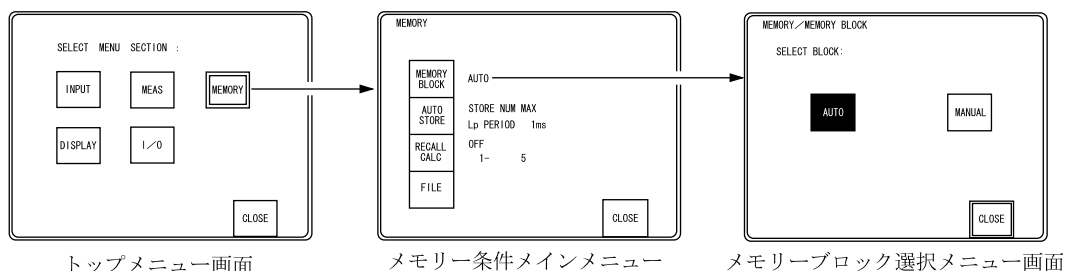 SELECT MENU SECTION :
INPUT
MEAS
MEMORY
DISPLAY
I／O
CLOSE
トップメニュー画面
MEMORY
MEMORY
BLOCK
AUTO
AUTO
STORE
STORE NUM MAX
Lp PERIOD 1ms
RECALL
CALC
OFF
1- 5
FILE
CLOSE
メモリー条件メインメニュー
MEMORY／MEMORY BLOCK
SELECT BLOCK:
AUTO
MANUAL
CLOSE
メモリーブロック選択メニュー画面